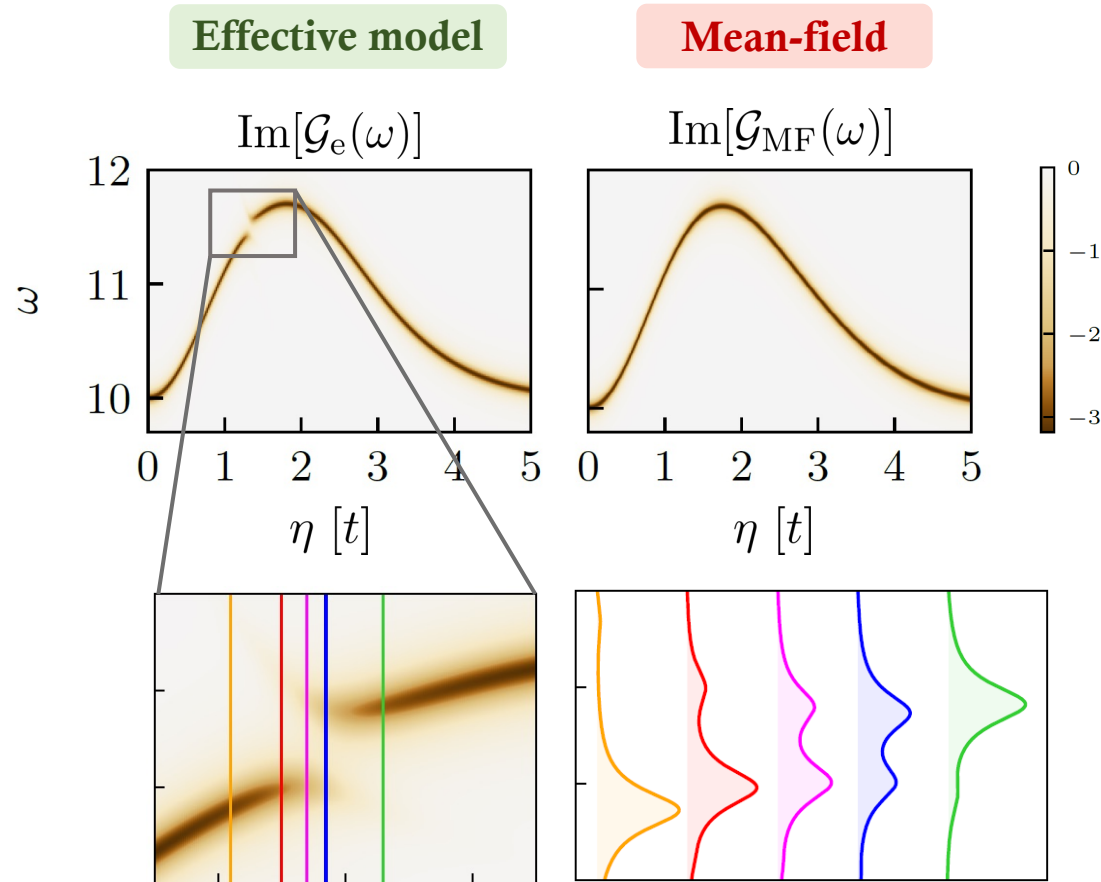 Effective model
Mean-field
Im[𝒢e(ω)]
Im[𝒢MF(ω)]
12
11
10
ω
0 1 2 3 4 5
η [t]
0 1 2 3 4 5
η [t]
0
−1
−2
−3